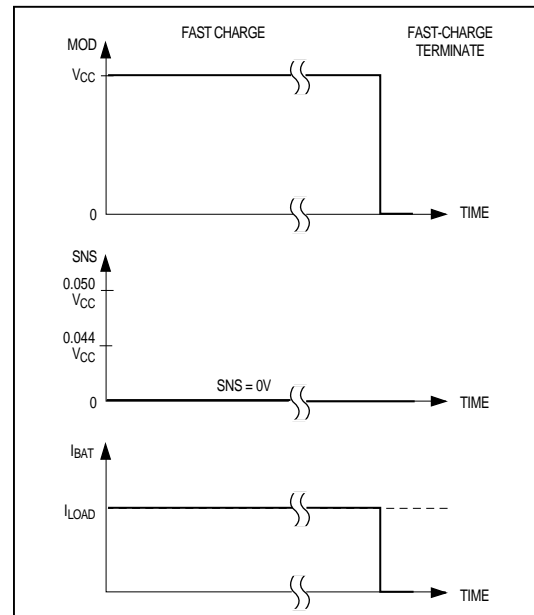 FAST CHARGE
FAST-CHARGE
TERMINATE
MOD
VCC
0
TIME
SNS
0.050
VCC
0.044
VCC
SNS = 0V
0
TIME
IBAT
ILOAD
TIME